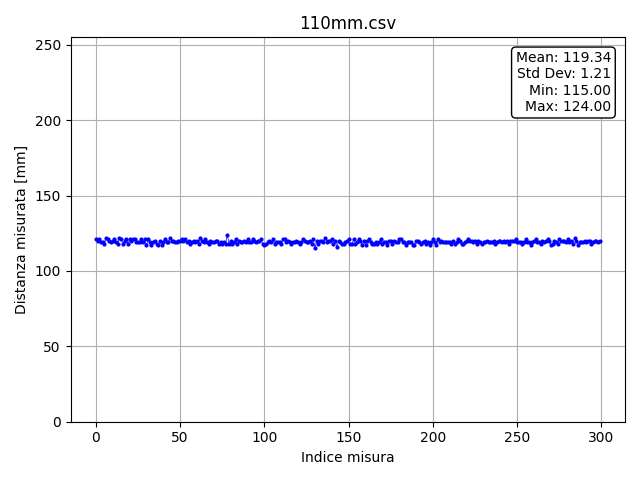 110mm.csv
Mean: 119.34
Std Dev: 1.21
Min: 115.00
Max: 124.00
250
200
150
100
50
0
Distanza misurata [mm]
0 50 100 150 200 250 300
Indice misura